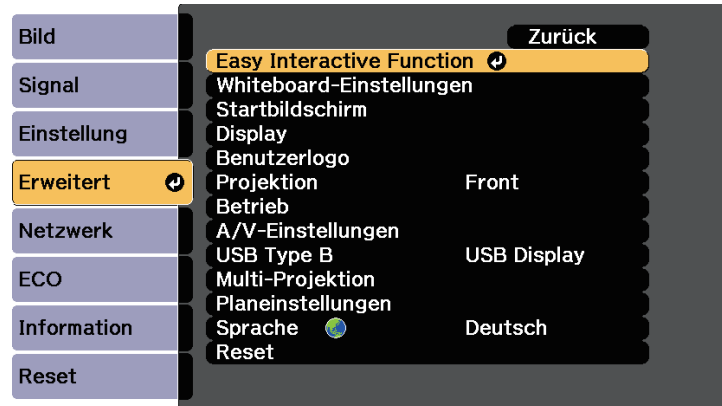 Bild
Signal
Einstellung
Erweitert
Netzwerk
ECO
Information
Reset
Zurück
Easy Interactive Function
Whiteboard-Einstellungen
Startbildschirm
Display
Benutzerlogo
Projektion Front
Betrieb
A/V-Einstellungen
USB Type B USB Display
Multi-Projektion
Planeinstellungen
Sprache Deutsch
Reset